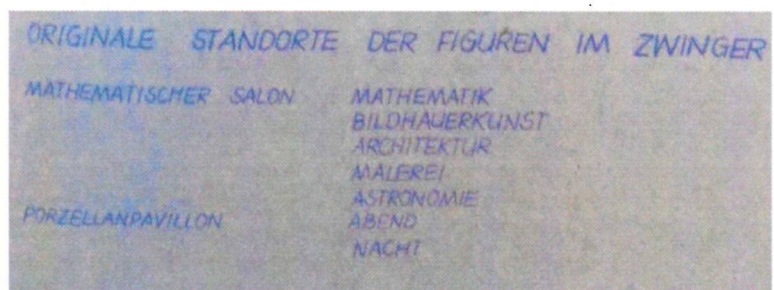 ORIGINALE STANDORTE DER FIGUREN IM ZWINGER
MATHEMATISCHER SALON MATHEMATIK
BILDHAUERKUNST
ARCHITEKTUR
MALEREI
ASTRONOMIE
PORZELLANPAVILLON ABEND
NACHT